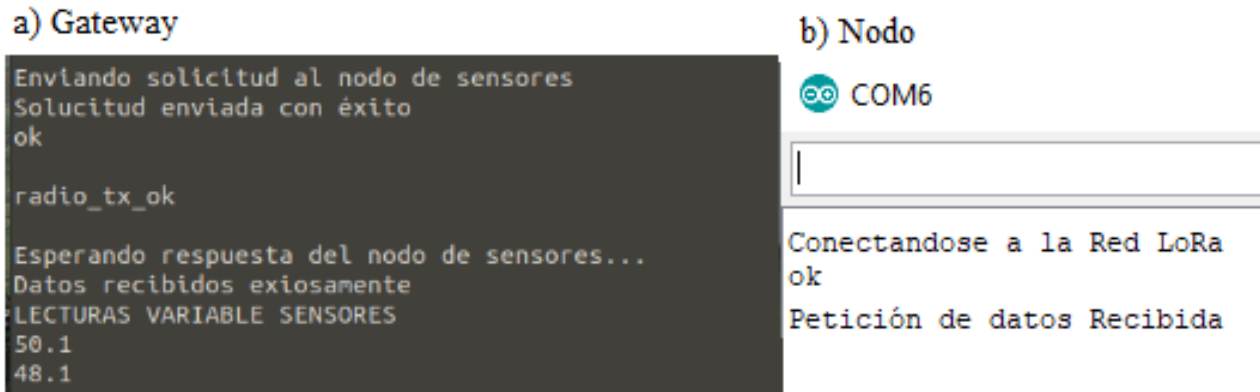 a) Gateway
Enviando solicitud al nodo de sensores
Solucitud enviada con éxito
ok
radio_tx_ok
Esperando respuesta del nodo de sensores...
Datos recibidos exiosamente
LECTURAS VARIABLE SENSORES
50.1
48.1
b) Nodo
COM6
Conectandose a la Red LoRa
ok
Petición de datos Recibida